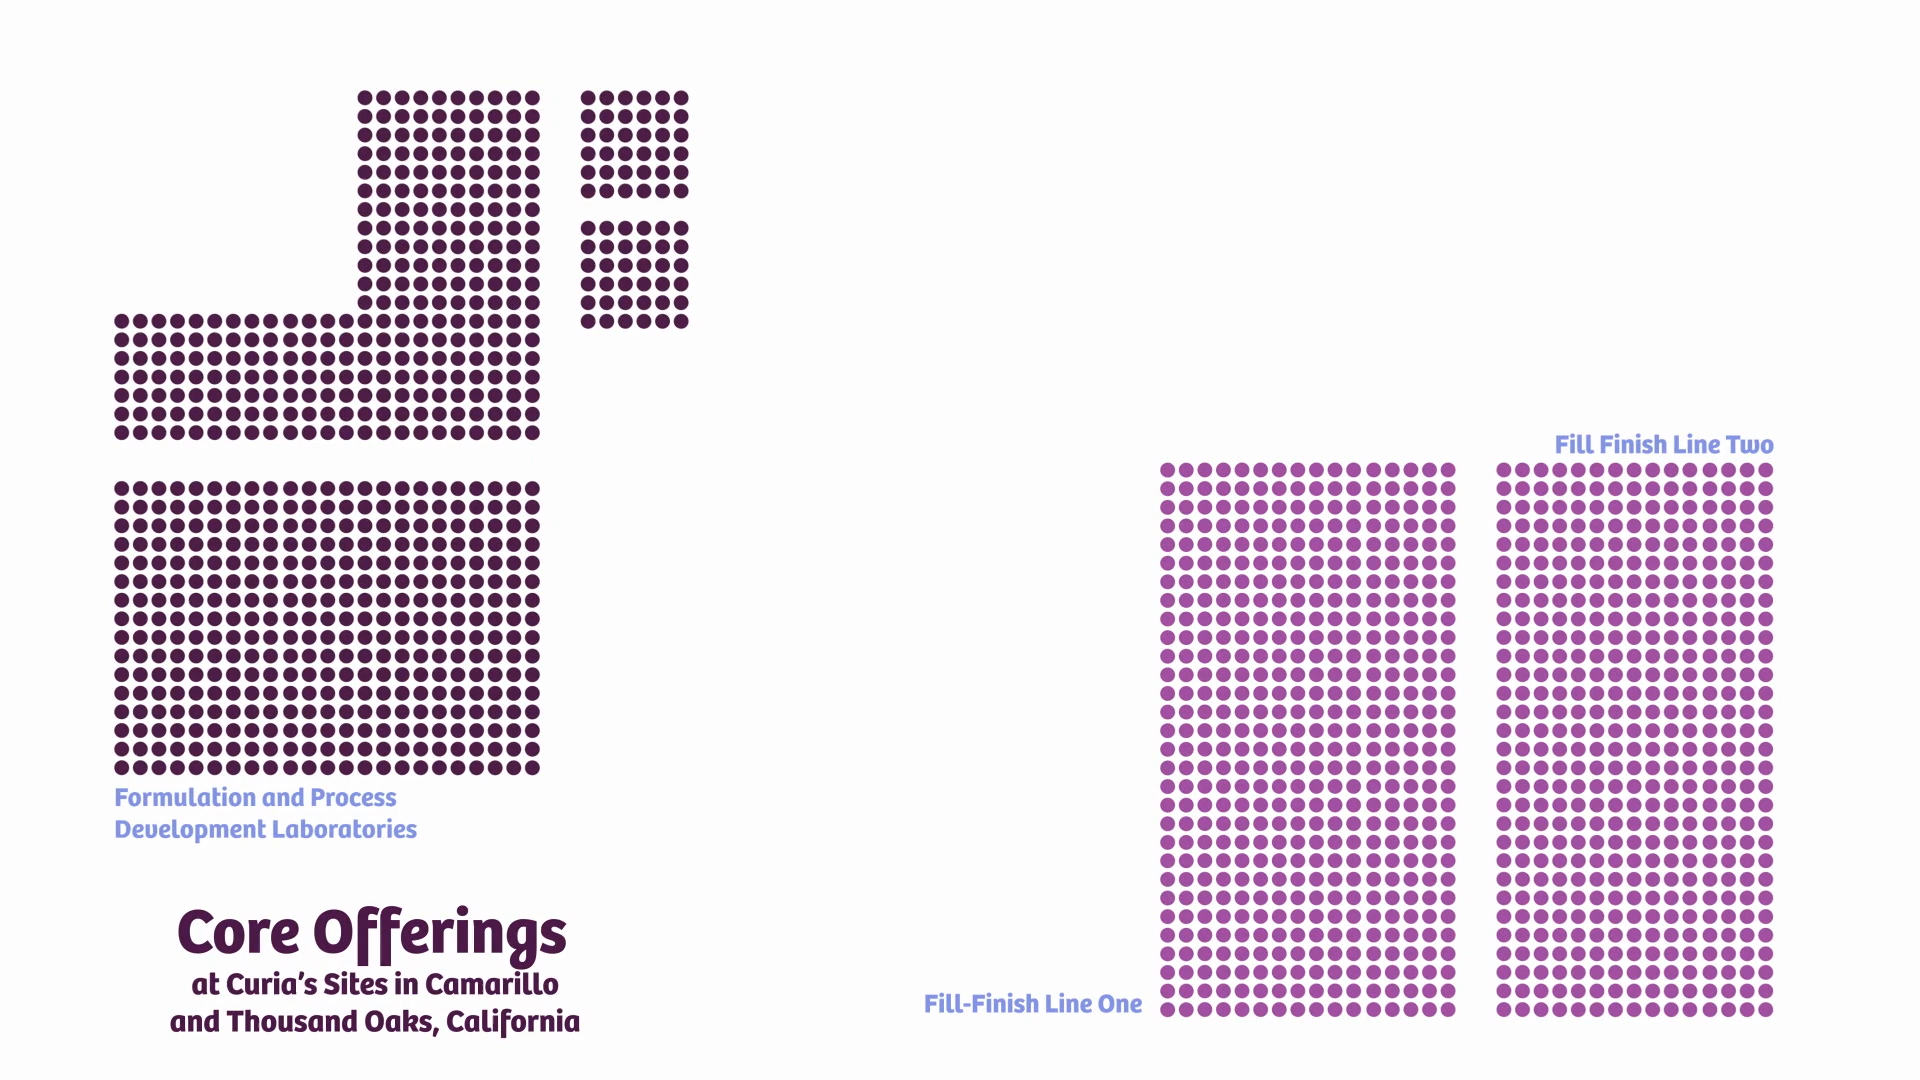 Fill Finish Line Two
Formulation and Process
Development Laboratories
Core Offerings
at Curia’s Sites in Camarillo
and Thousand Oaks, California
Fill-Finish Line One